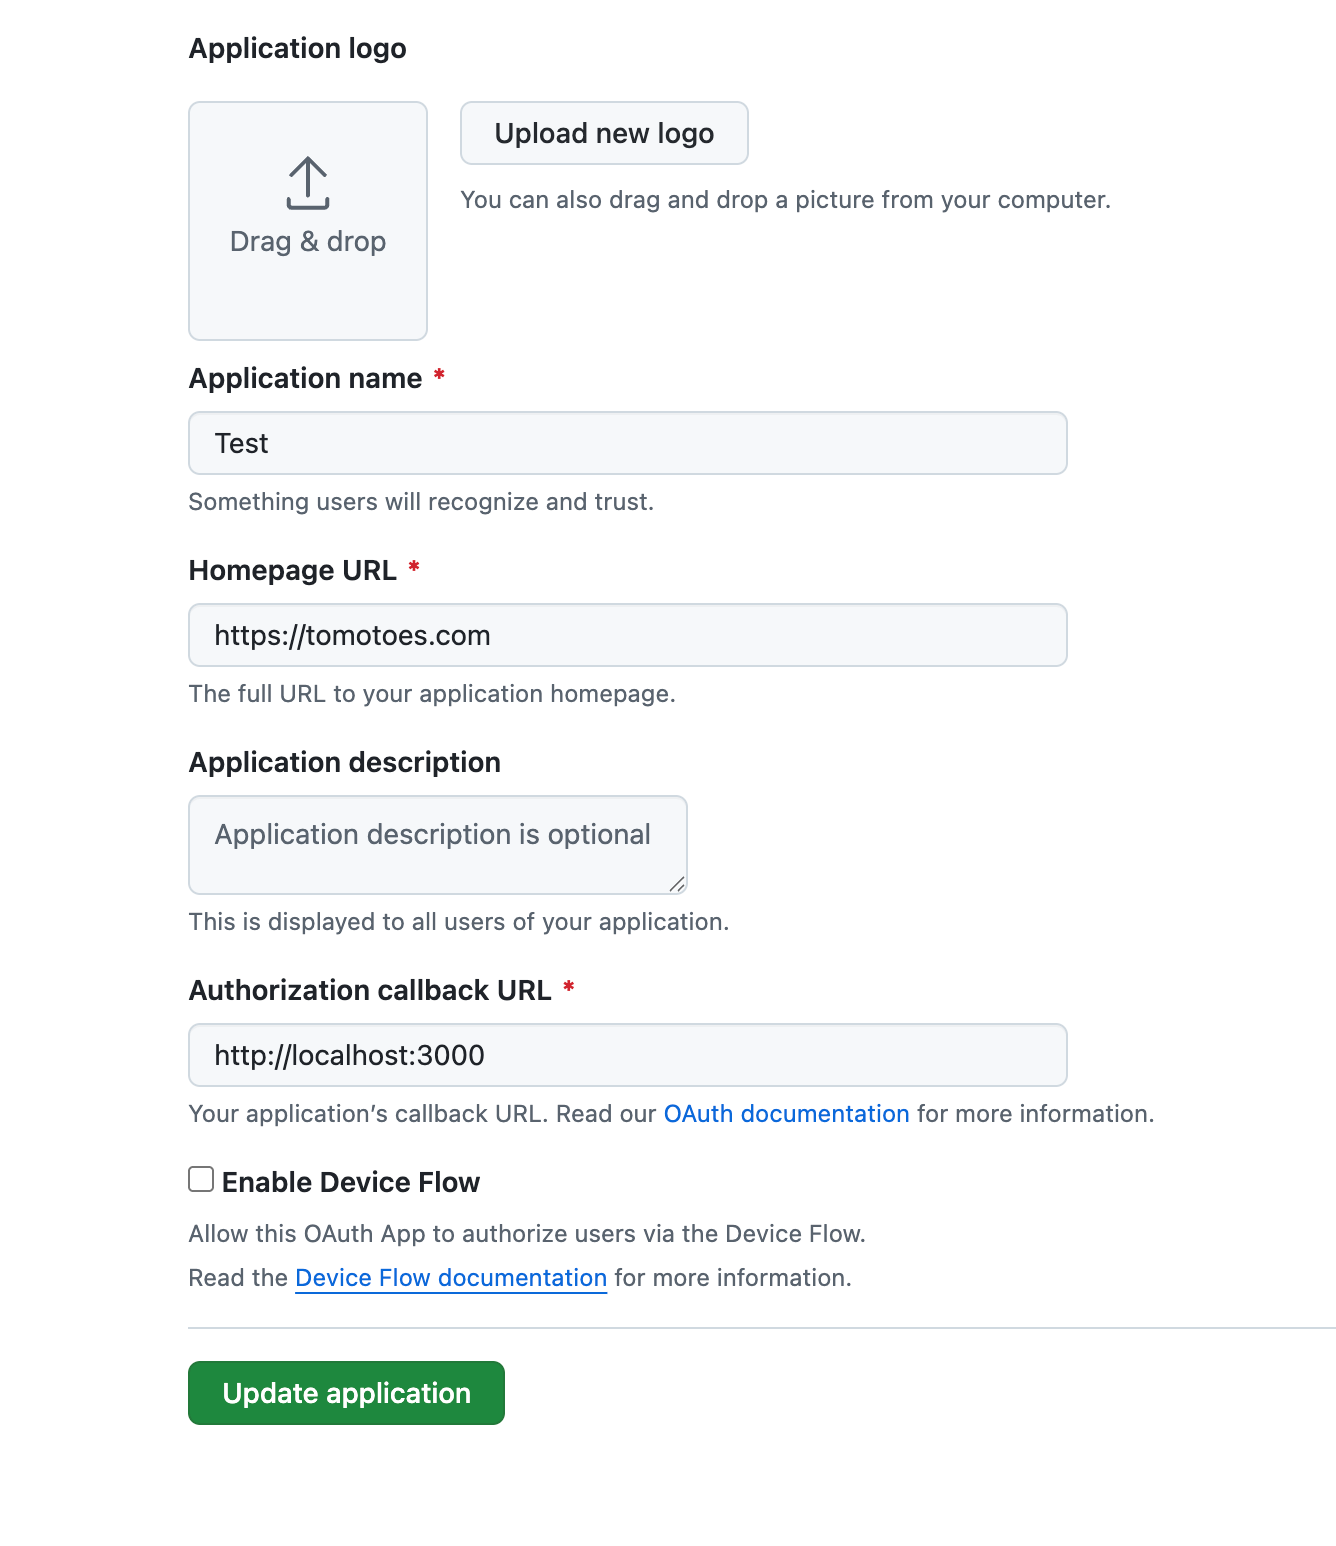 Application logo
Upload new logo
You can also drag and drop a picture from your computer.
Drag & drop
Application name *
Test
Something users will recognize and trust.
Homepage URL *
https://tomotoes.com
The full URL to your application homepage.
Application description
Application description is optional
This is displayed to all users of your application.
Authorization callback URL *
http://localhost:3000
Your application’s callback URL. Read our OAuth documentation for more information.
Enable Device Flow
Allow this OAuth App to authorize users via the Device Flow.
Read the Device Flow documentation for more information.
Update application